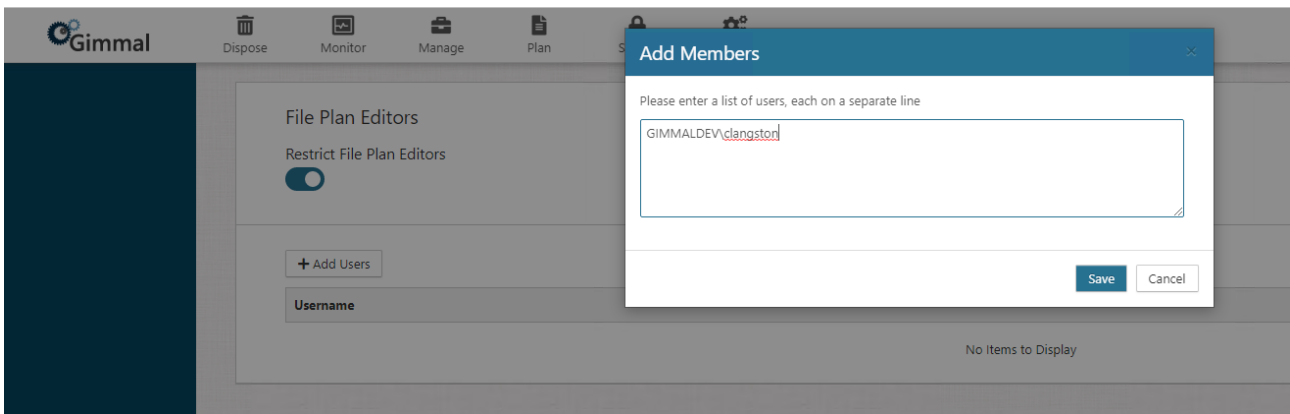 Gimmal
Dispose
Monitor
Manage
Plan
Add Members
Please enter a list of users, each on a separate line
GIMMALDEV\clangston
File Plan Editors
Restrict File Plan Editors
Save
Cancel
+ Add Users
Username
No Items to Display